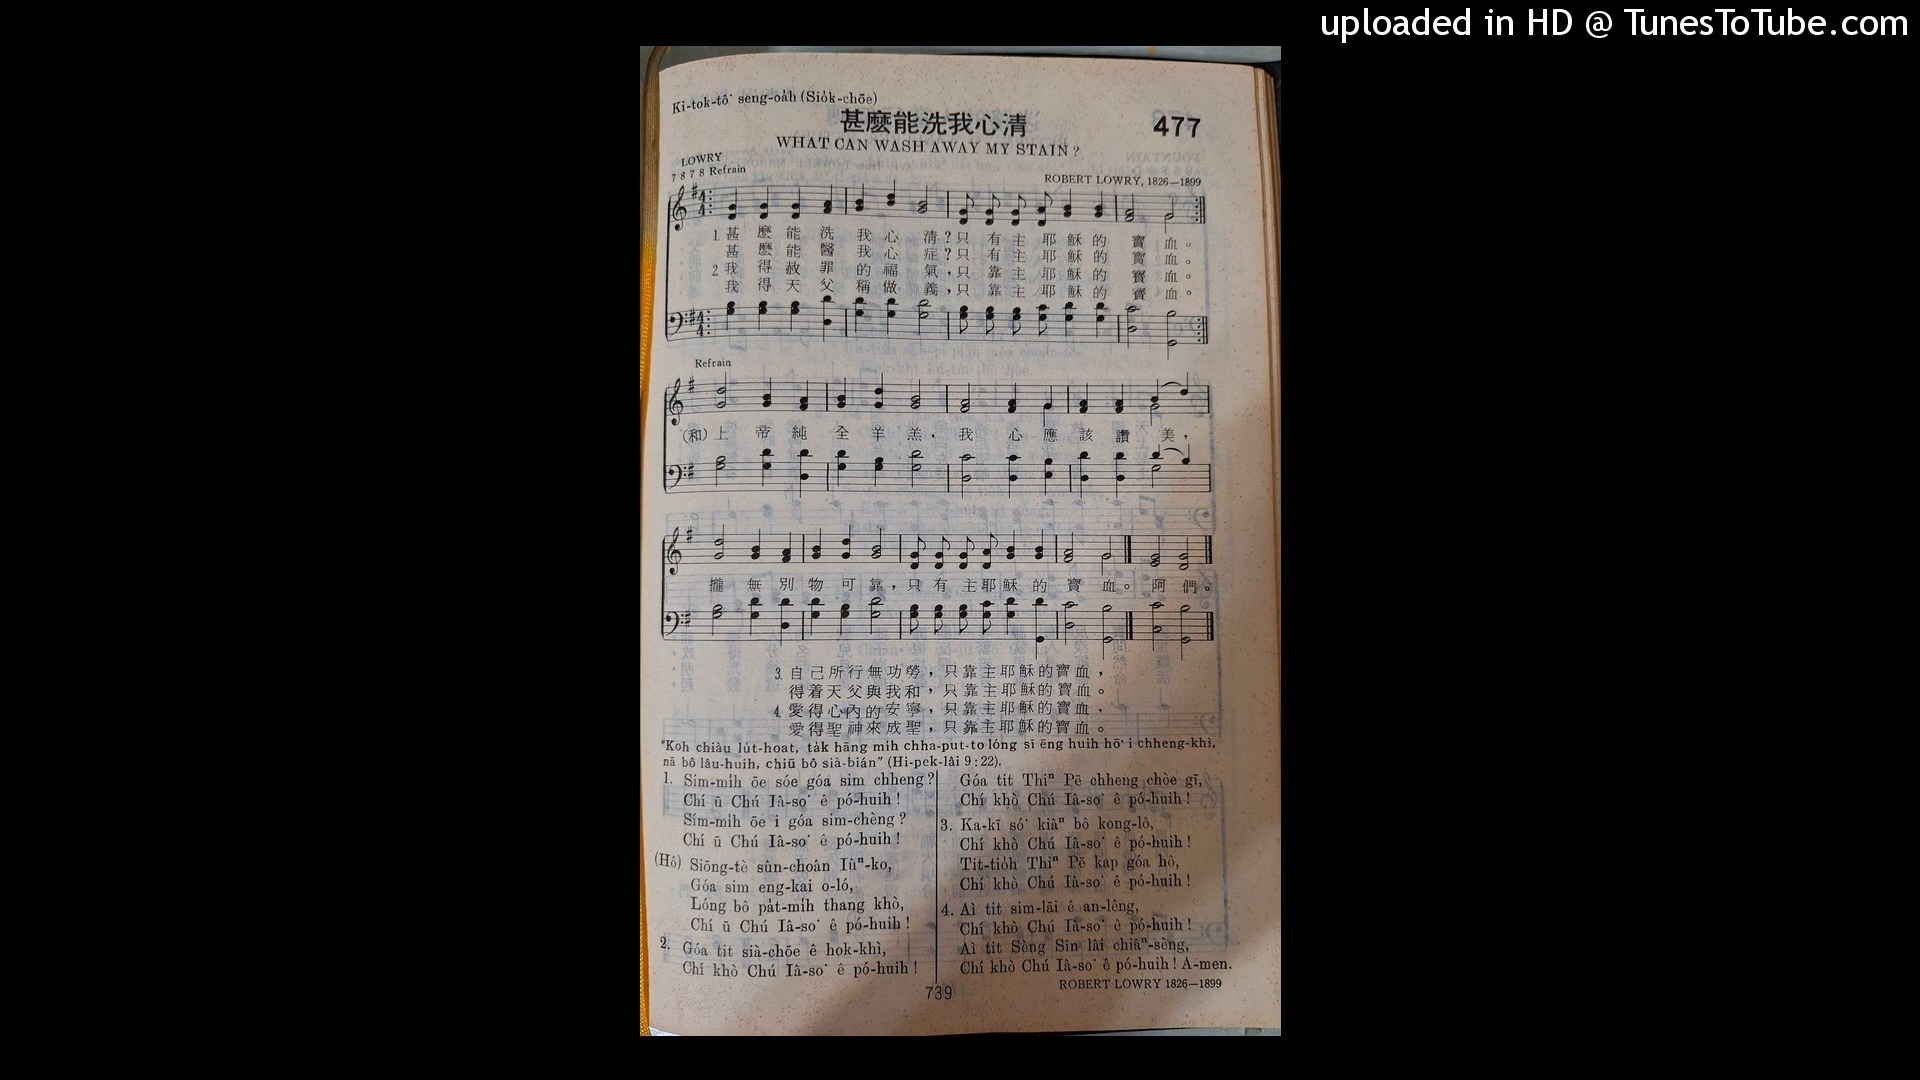 uploaded in HD @ TunesToTube.com
Ki-tok-tô͘ seng-oa̍h (Sio̍k-chōe)
甚麼能洗我心清
477
WHAT CAN WASH AWAY MY STAIN?
LOWRY
7 8 7 8 Refrain
ROBERT LOWRY, 1826—1899
1. 甚麼能洗我心清？只有主耶穌的寶血。
甚麼能醫我心症？只有主耶穌的寶血。
2. 我得赦罪的福氣，只靠主耶穌的寶血。
我得天父稱做義，只靠主耶穌的寶血。
Refrain
(和) 上帝純全羊羔、我心應該讚美，
攏無別物可靠，只有主耶穌的寶血。阿們。
3. 自己所行無功勞，只靠主耶穌的寶血，
得着天父與我和，只靠主耶穌的寶血。
4. 愛得心內的安寧，只靠主耶穌的寶血，
愛得聖神來成聖，只靠主耶穌的寶血。
"Koh chiàu lu̍t-hoat, ta̍k hāng mih chha-put-to lóng sī ēng huih hō͘ i chheng-khì,
nā bô lâu-huih, chiū bô sià-bián" (Hi-pek-lâi 9:22).
1. Sím-mi̍h ōe sóe góa sim chheng?
Chí ū Chú Iâ-so͘ ê pó-huih!
Sím-mi̍h ōe i góa sim-chèng?
Chí ū Chú Iâ-so͘ ê pó-huih!
(Hô) Siōng-tè sûn-choân Iûⁿ-ko,
Góa sim eng-kai o-ló,
Lóng bô pa̍t-mi̍h thang khò,
Chí ū Chú Iâ-so͘ ê pó-huih!
2. Góa tit sià-chōe ê hok-khì,
Chí khò Chú Iâ-so͘ ê pó-huih!
Góa tit Thiⁿ Pē chheng chòe gī,
Chí khò Chú Iâ-so͘ ê pó-huih!
3. Ka-kī só͘ kiâⁿ bô kong-lô,
Chí khò Chú Iâ-so͘ ê pó-huih!
Tit-tio̍h Thiⁿ Pē kap góa hô,
Chí khò Chú Iâ-so͘ ê pó-huih!
4. Aì tit sim-lāi ê an-lêng,
Chí khò Chú Iâ-so͘ ê pó-huih!
Aì tit Sèng Sîn lâi chiâⁿ-sèng,
Chí khò Chú Iâ-so͘ ê pó-huih! A-men.
ROBERT LOWRY 1826—1899
739